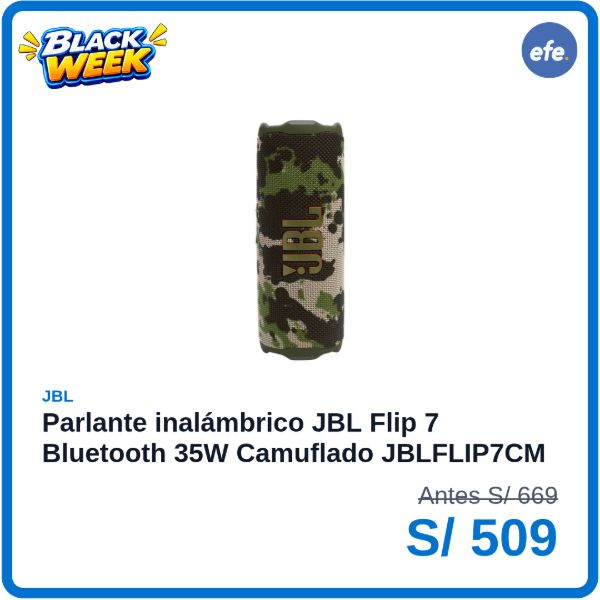 BLACK
WEEK
efe.
JBL
JBL
Parlante inalámbrico JBL Flip 7
Bluetooth 35W Camuflado JBLFLIP7CM
Antes S/ 669
S/ 509